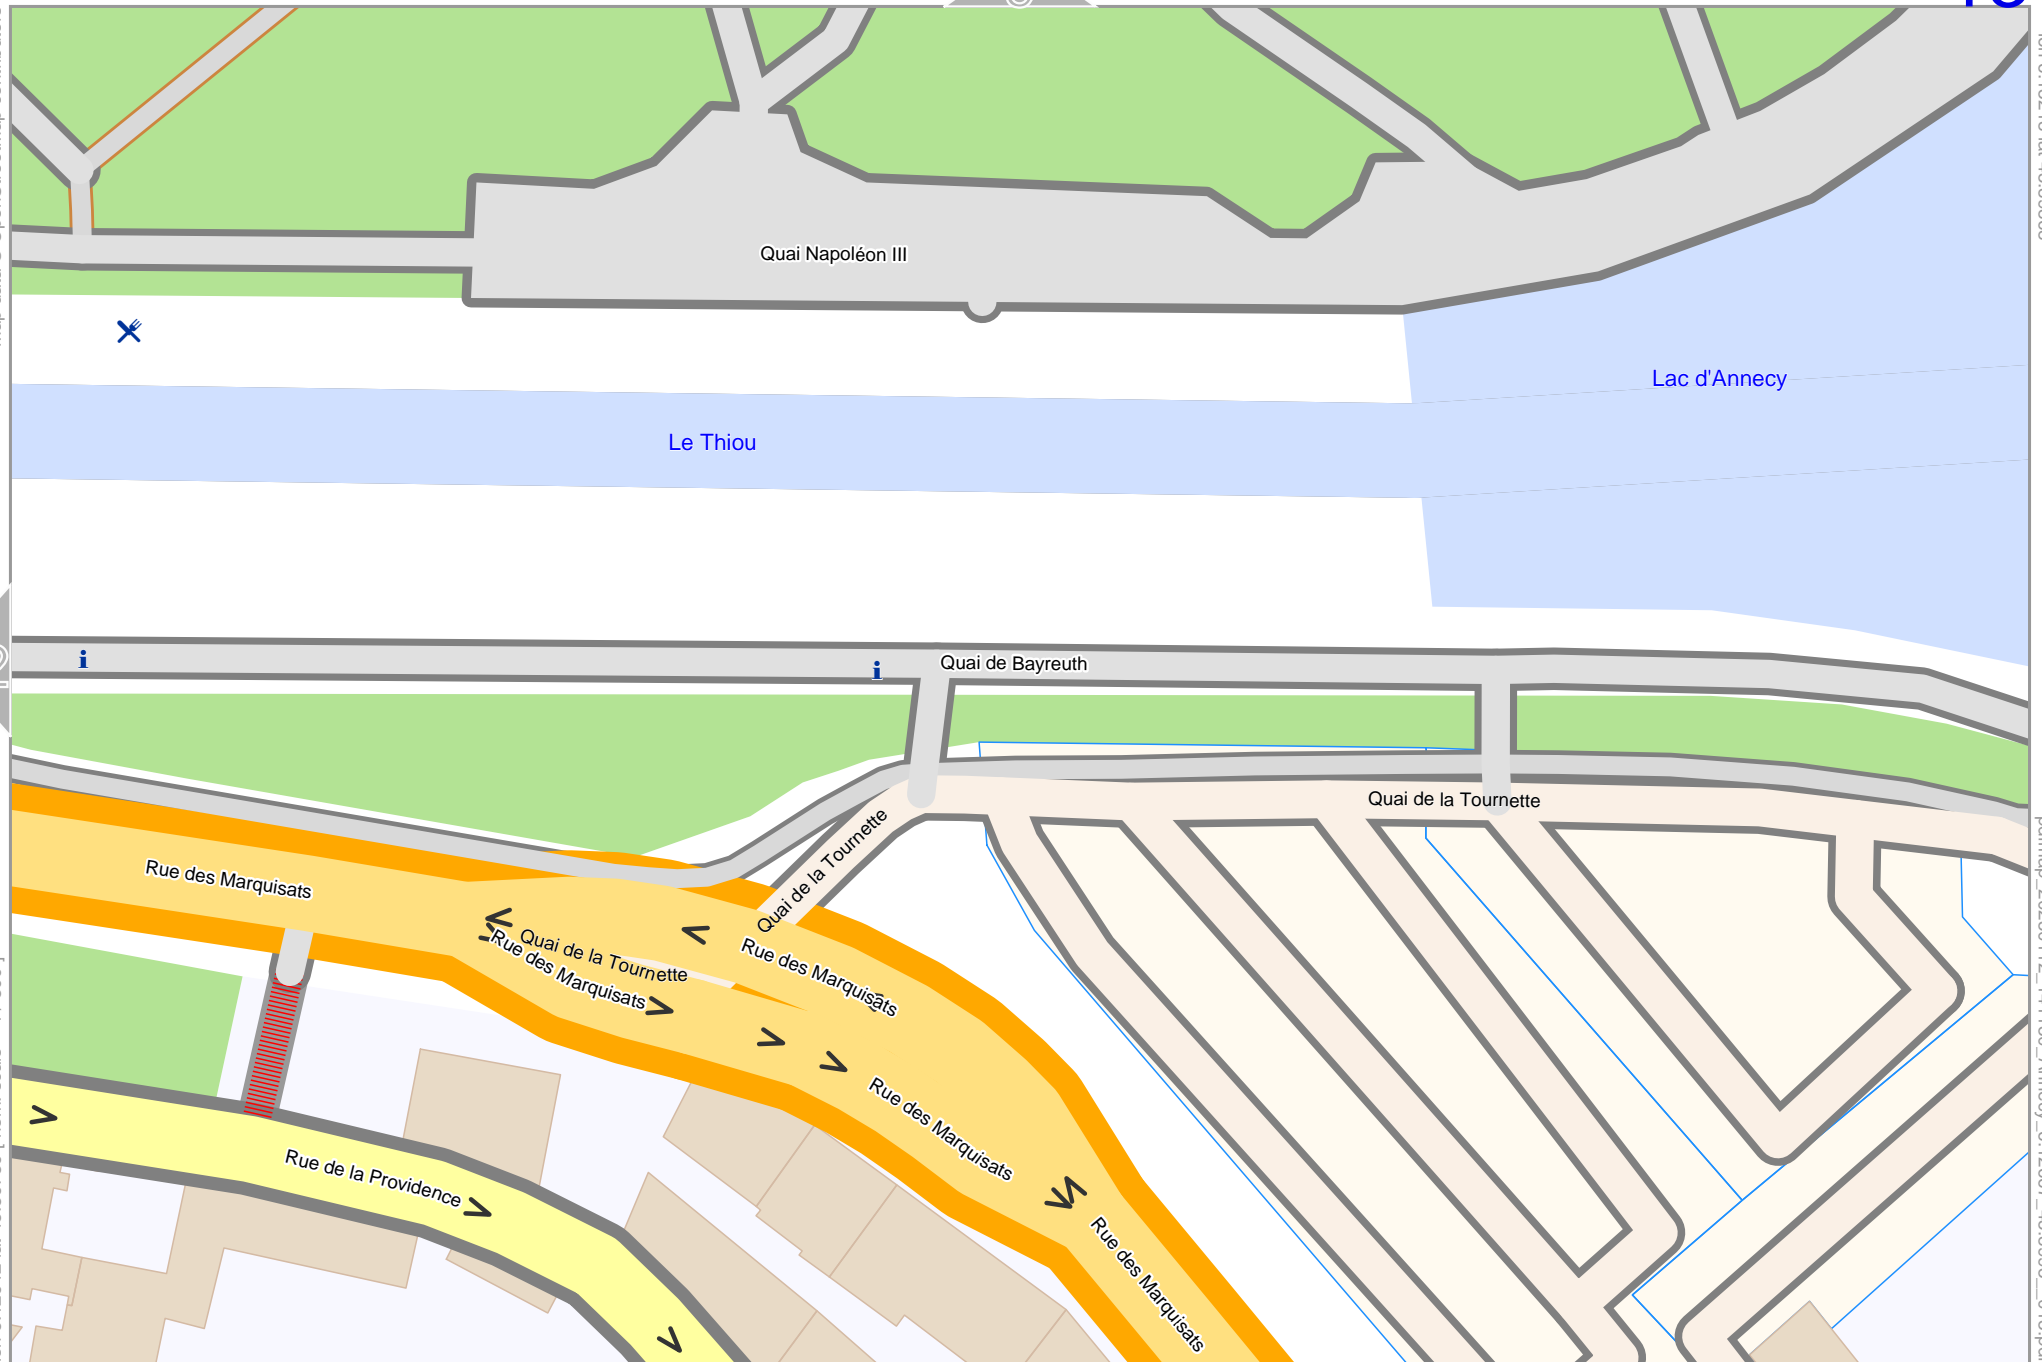 Quai Napoléon III
Lac d'Annecy
Le Thiou
i
i
Quai de Bayreuth
Quai de la Tournette
Quai de la Tournette
Rue des Marquisats
Quai de la Tournette
Rue des Marquisats
Rue des Marquisats
Rue des Marquisats
Rue de la Providence
Rue des Marquisats